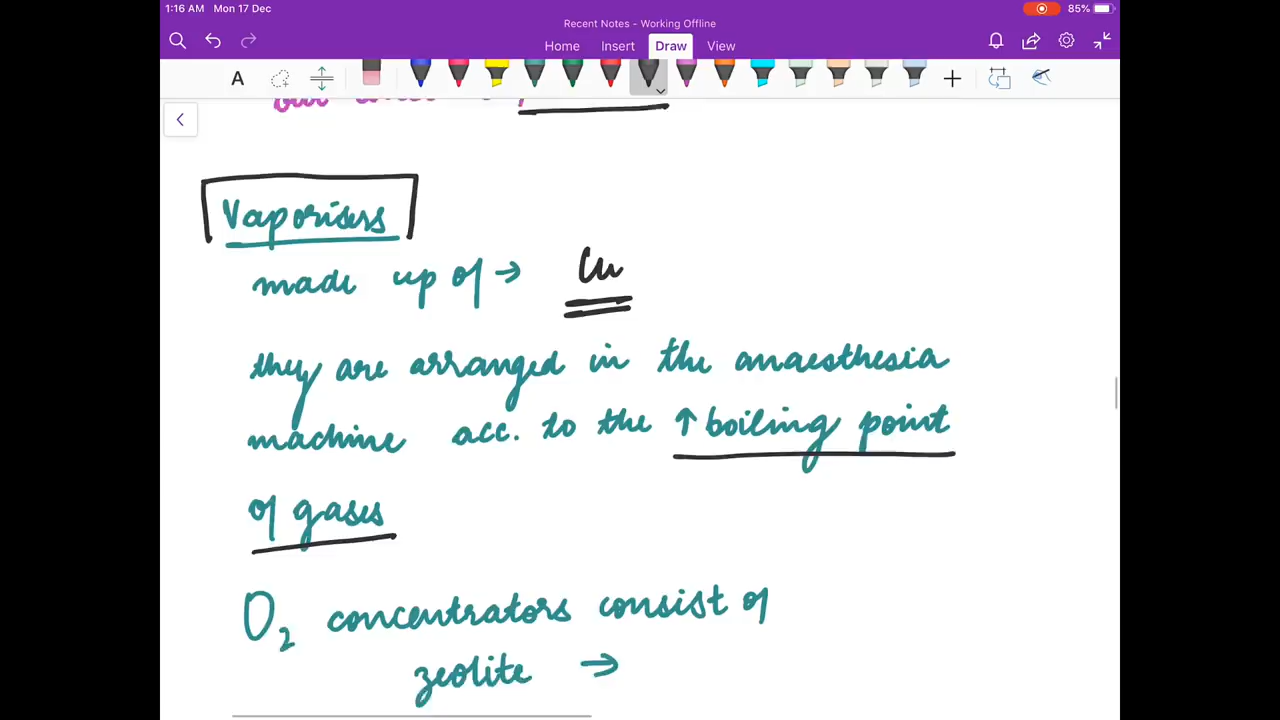 1:16 AM Mon 17 Dec
85%
Recent Notes - Working Offline
Home Insert Draw View
A
Vaporisers
made up of → Cu
they are arranged in the anaesthesia
machine acc. to the ↑ boiling point
of gases
O₂ concentrators consist of
zeolite →